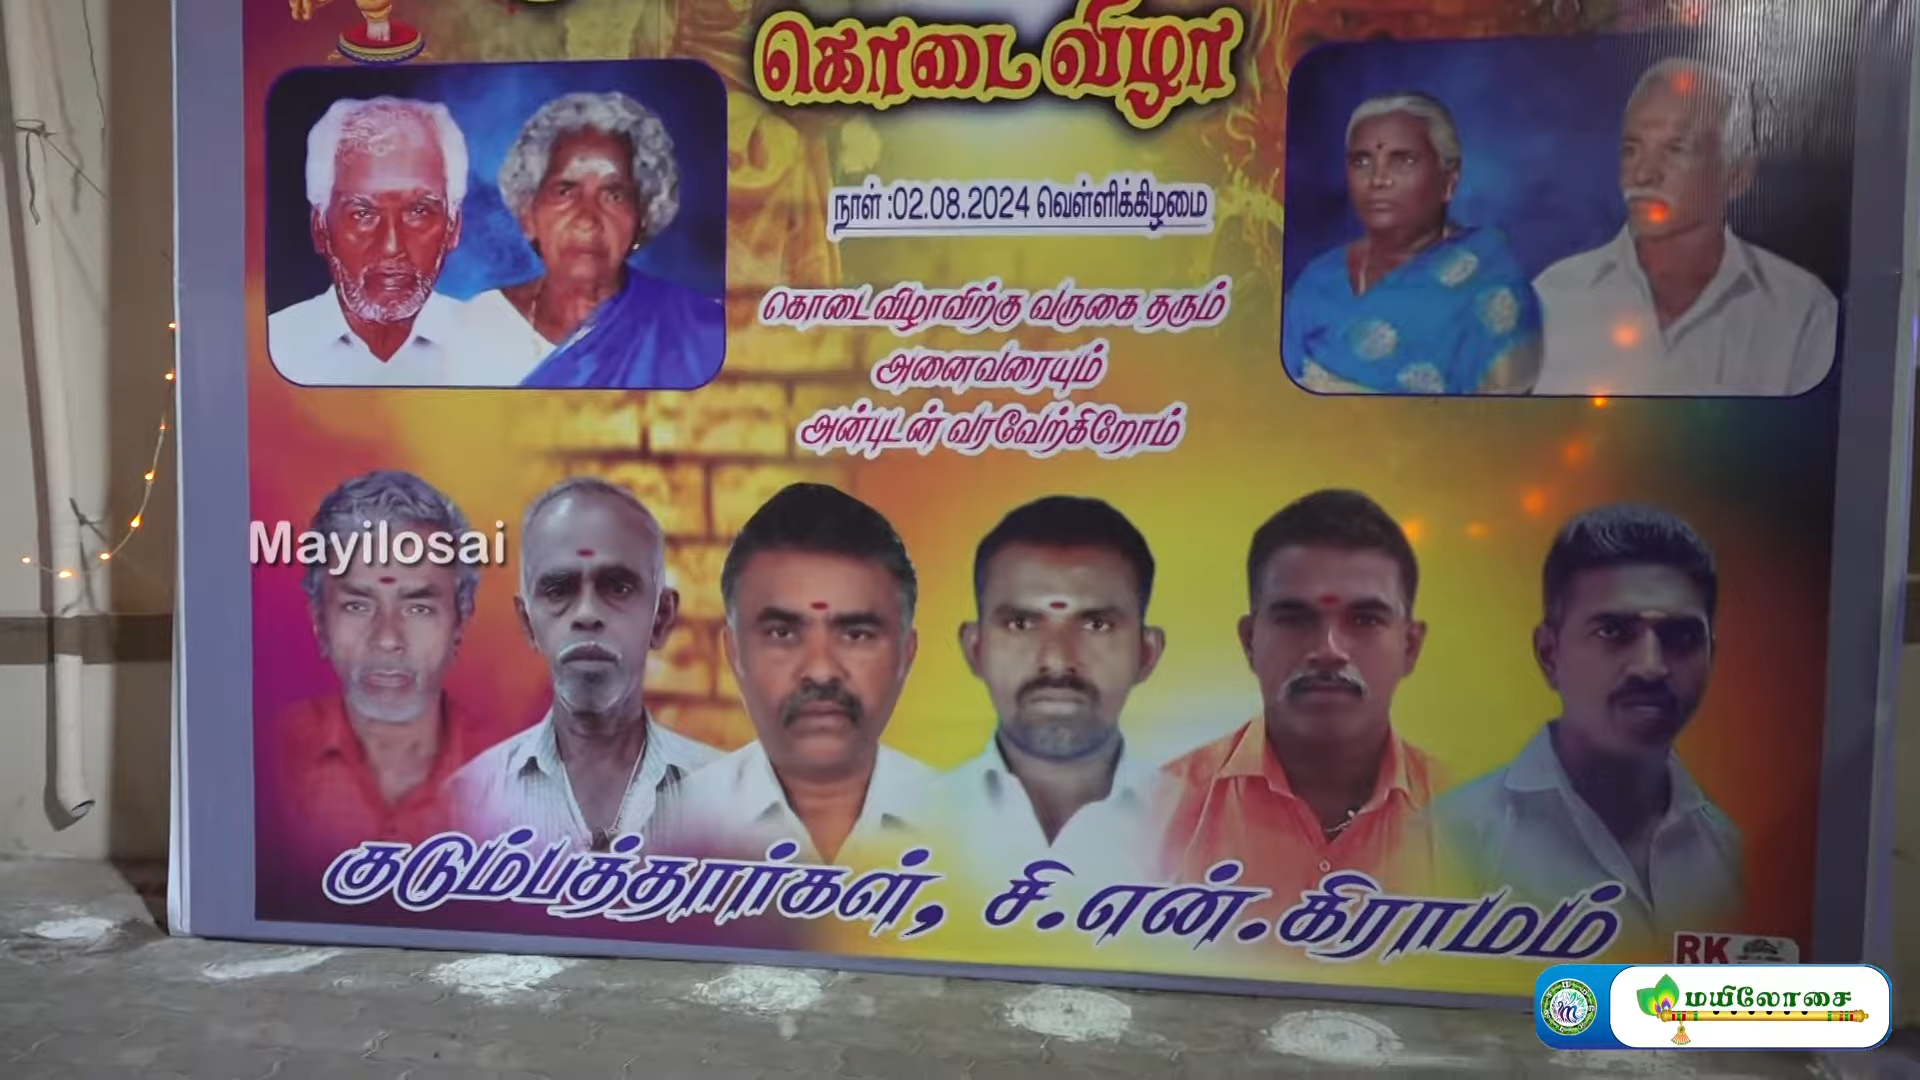 கொடைவிழா
நாள் :02.08.2024 வெள்ளிக்கிழமை
கொடைவிழாவிற்கு வருகை தரும்
அனைவரையும்
அன்புடன் வரவேற்கிறோம்
Mayilosai
குடும்பத்தார்கள், சி.என்.கிராமம்
RK
மயிலோசை